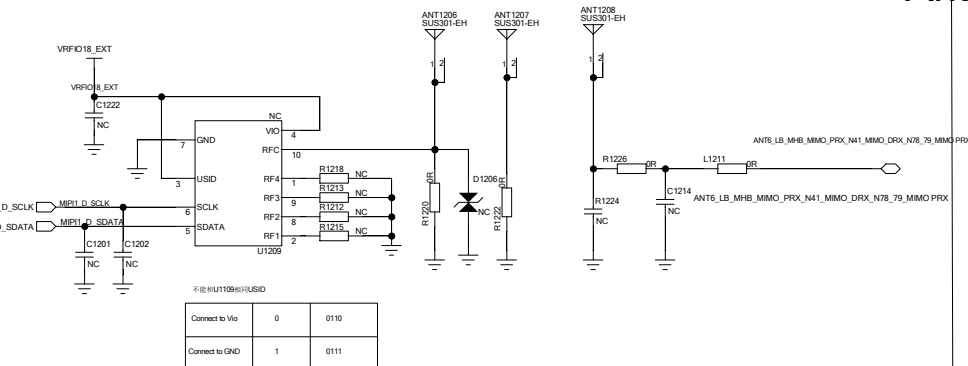 ANT1206
SUS301-EH
ANT1207
SUS301-EH
ANT1208
SUS301-EH
1 2
1 2
1 2
VRFIO18_EXT
VRFIO18_EXT
C1222
NC
NC
VIO
4
GND
7
RFC
10
USID
3
RF4
1
R1218
NC
RF3
9
R1213
NC
SCLK
6
RF2
8
R1212
NC
SDATA
5
RF1
2
R1215
NC
U1209
_D_SCLK
MIPI1_D_SCLK
D_SDATA
MIPI1_D_SDATA
C1201
NC
C1202
NC
0R
R1220
D1206
NC
0R
R1222
R1226
0R
L1211
0R
R1224
NC
C1214
NC
ANT6_LB_MHB_MIMO_PRX_N41_MIMO_DRX_N78_79_MIMO PRX
ANT6_LB_MHB_MIMO_PRX_N41_MIMO_DRX_N78_79_MIMO PRX
不能和U1109相同USID
Connect to Vio 0 0110
Connect to GND 1 0111